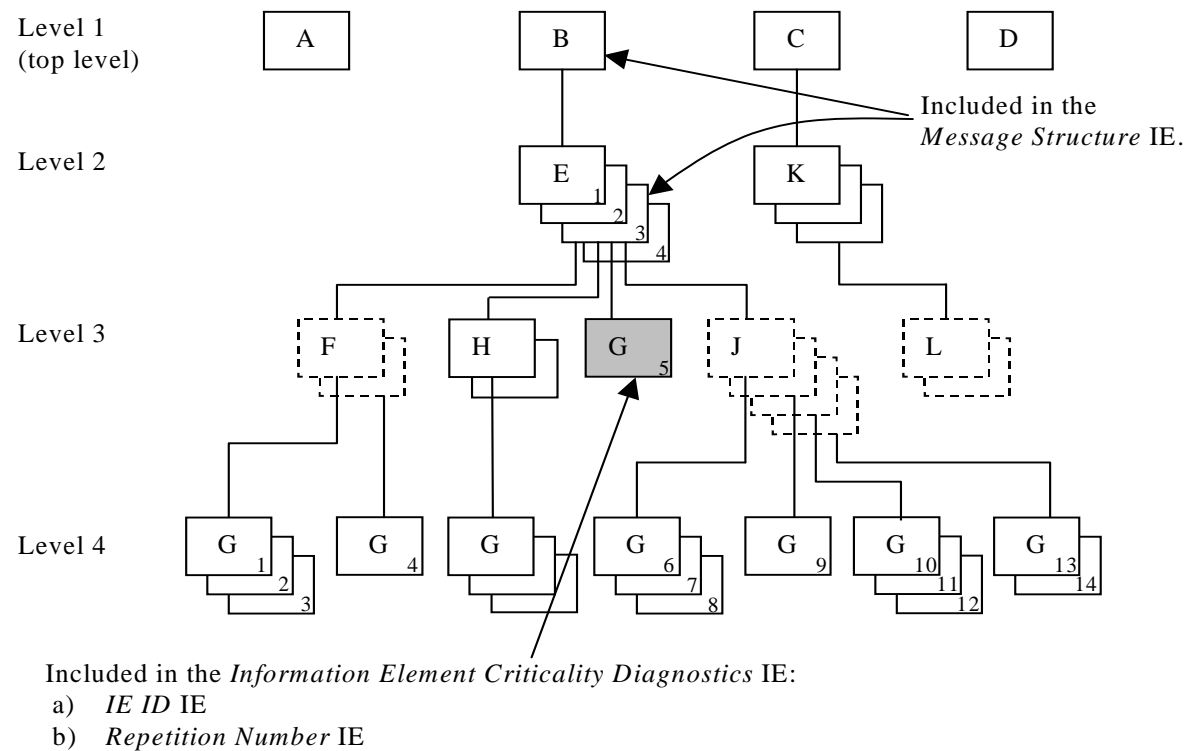 Level 1
(top level)
A
B
C
D
Included in the
Message Structure IE.
Level 2
E
1
2
3
4
K
Level 3
F
H
G
5
J
L
Level 4
G
1
2
3
G
4
G
G
6
7
8
G
9
G
10
11
12
G
13
14
Included in the Information Element Criticality Diagnostics IE:
a) IE ID IE
b) Repetition Number IE